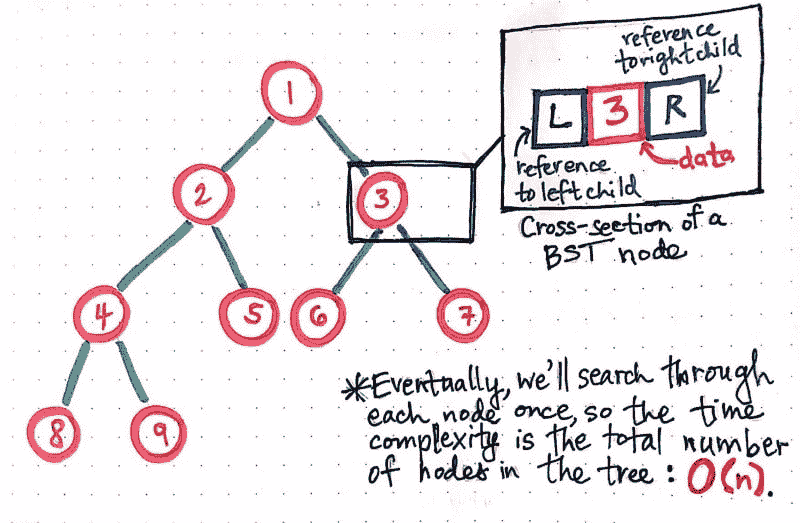 1
2
3
4
5
6
7
8
9
reference
to right child
L 3 R
reference
to left child
data
Cross-section of a
BST node
*Eventually, we'll search through
each node once, so the time
complexity is the total number
of nodes in the tree: O(n).